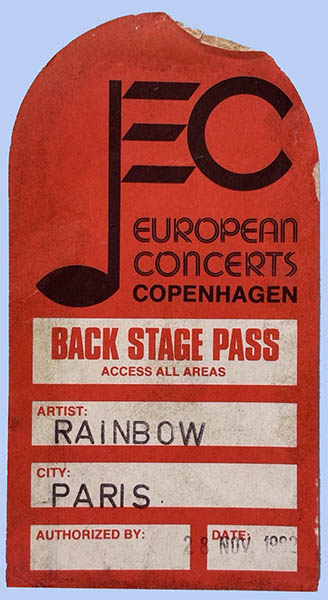 EC
EUROPEAN
CONCERTS
COPENHAGEN
BACK STAGE PASS
ACCESS ALL AREAS
ARTIST:
RAINBOW
CITY:
PARIS.
AUTHORIZED BY:
DATE:
28 NOV. 1982